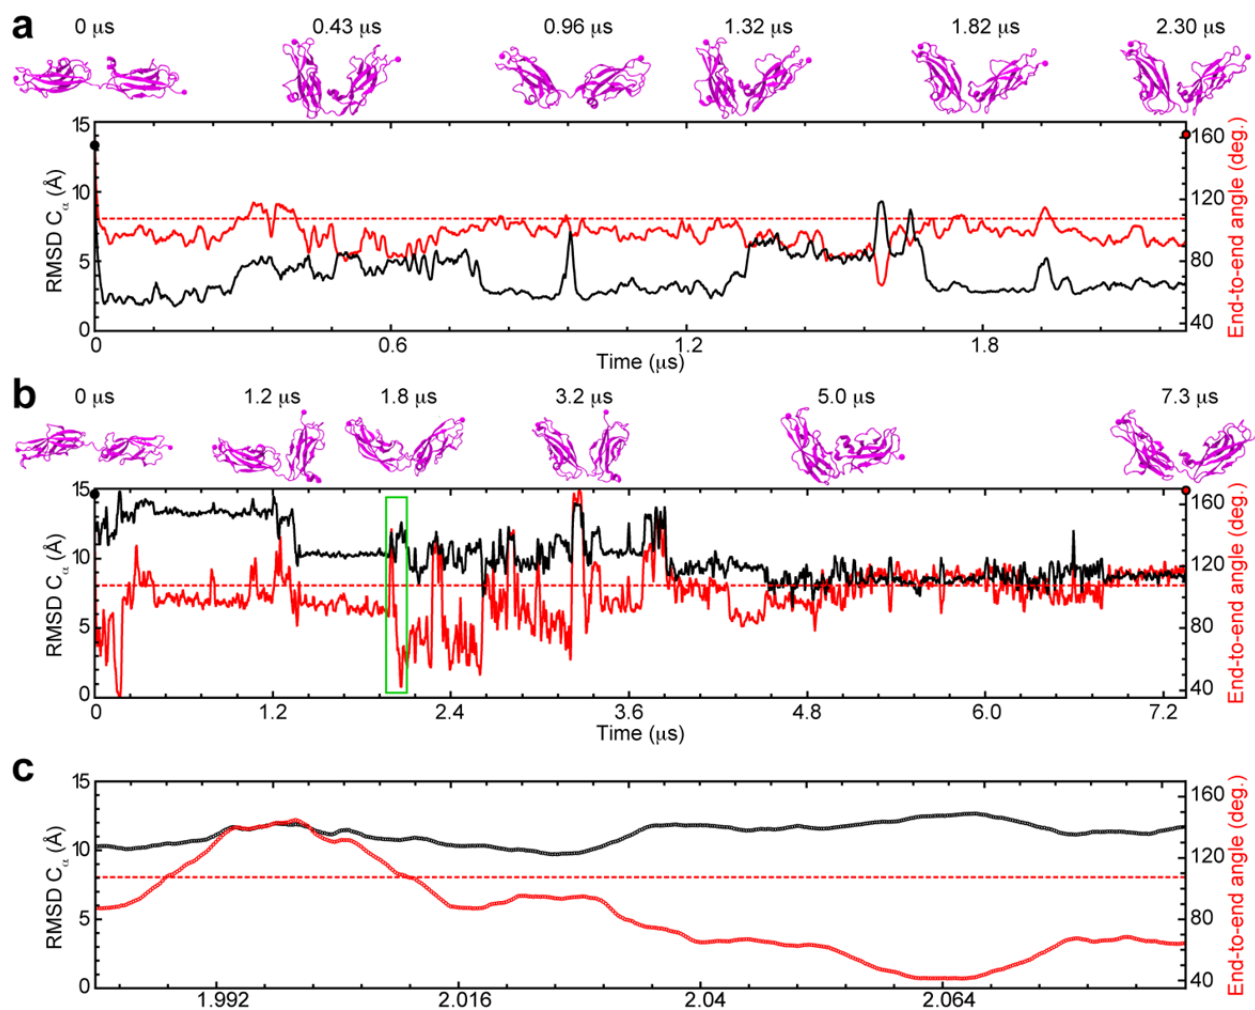 a
0 μs 0.43 μs 0.96 μs 1.32 μs 1.82 μs 2.30 μs
15
10
5
0
RMSD Cα (Å)
160
120
80
40
End-to-end angle (deg.)
0 0.6 1.2 1.8
Time (μs)
b
0 μs 1.2 μs 1.8 μs 3.2 μs 5.0 μs 7.3 μs
15
10
5
0
RMSD Cα (Å)
160
120
80
40
End-to-end angle (deg.)
0 1.2 2.4 3.6 4.8 6.0 7.2
Time (μs)
c
15
10
5
0
RMSD Cα (Å)
160
120
80
40
End-to-end angle (deg.)
1.992 2.016 2.04 2.064